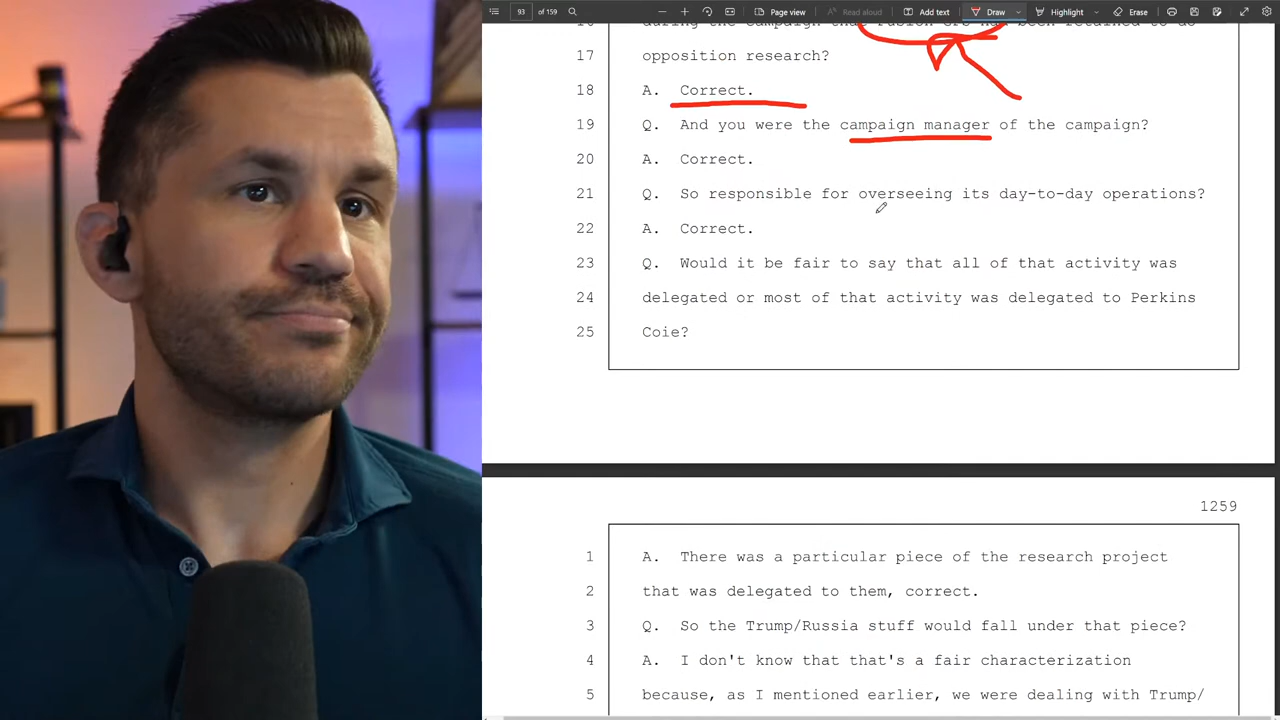 93 of 159 Page view Read aloud Add text Draw Highlight Erase
17 opposition research?
18 A. Correct.
19 Q. And you were the campaign manager of the campaign?
20 A. Correct.
21 Q. So responsible for overseeing its day-to-day operations?
22 A. Correct.
23 Q. Would it be fair to say that all of that activity was
24 delegated or most of that activity was delegated to Perkins
25 Coie?
1259
1 A. There was a particular piece of the research project
2 that was delegated to them, correct.
3 Q. So the Trump/Russia stuff would fall under that piece?
4 A. I don't know that that's a fair characterization
5 because, as I mentioned earlier, we were dealing with Trump/